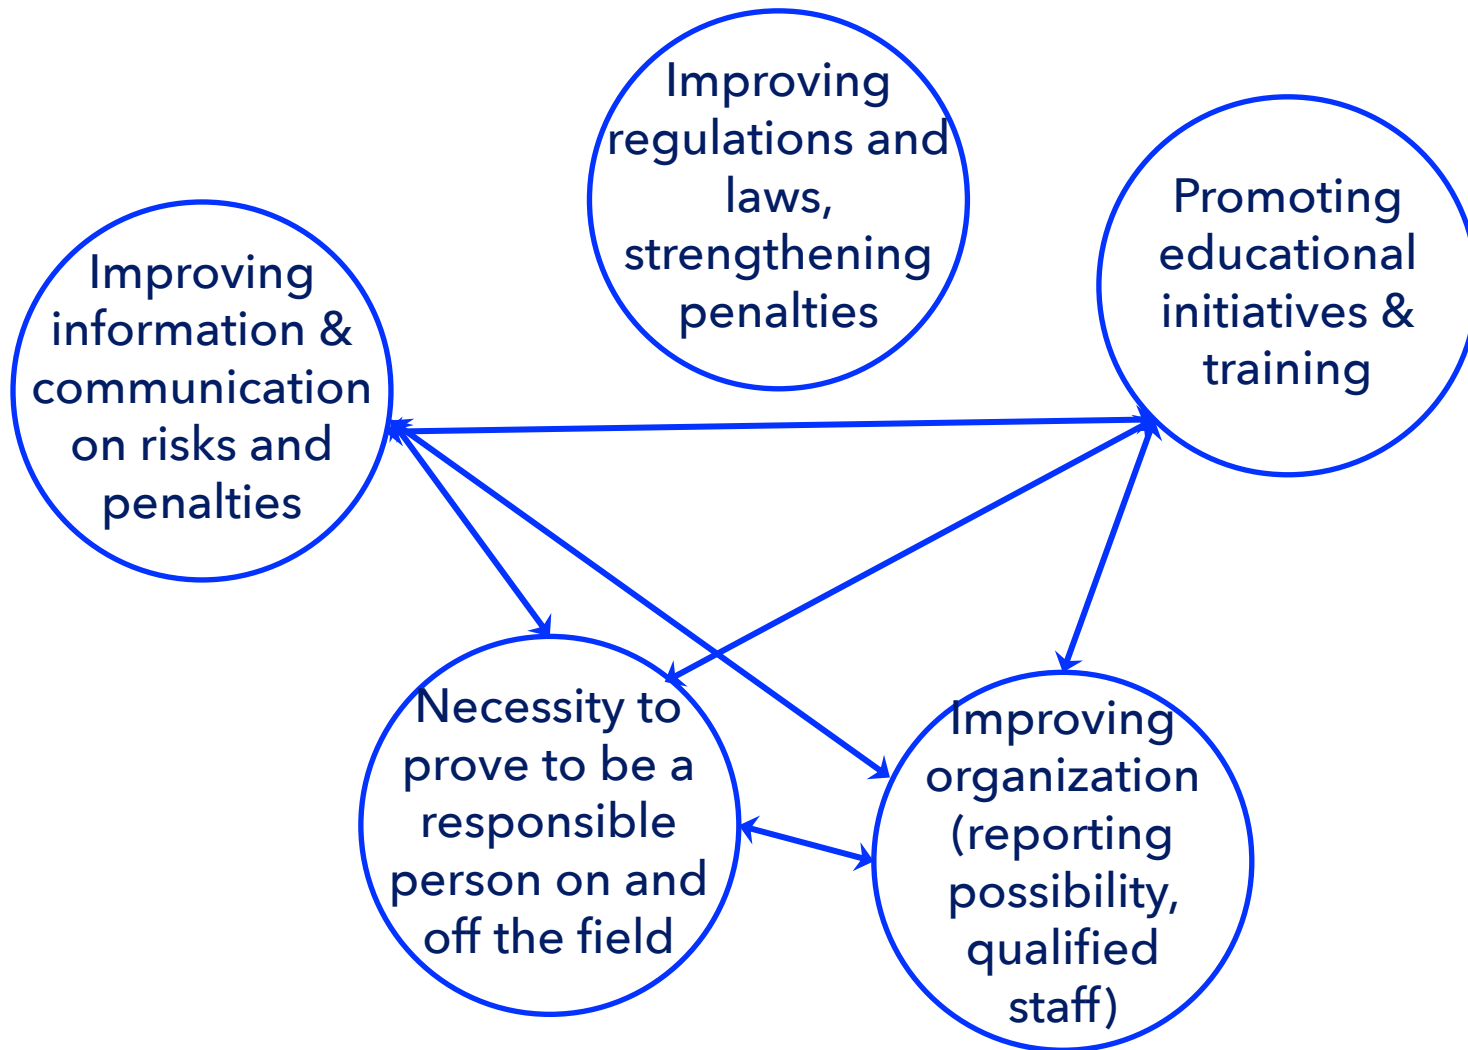 Improving
regulations and
laws,
strengthening
penalties
Promoting
educational
initiatives &
training
Improving
information &
communication
on risks and
penalties
Necessity to
prove to be a
responsible
person on and
off the field
Improving
organization
(reporting
possibility,
qualified
staff)